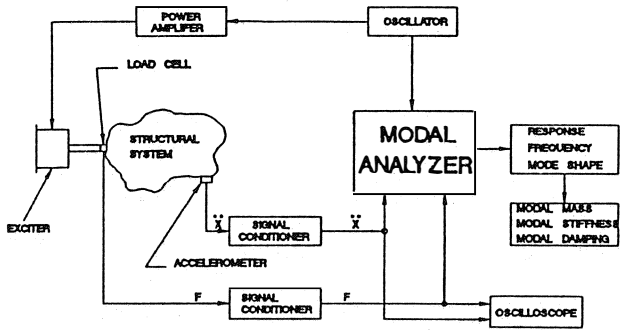 POWER
AMPLIFER
OSCILLATOR
LOAD CELL
STRUCTURAL
SYSTEM
MODAL
ANALYZER
RESPONSE
FREQUENCY
MODE SHAPE
EXCITER
Ẍ
SIGNAL
CONDITIONER
Ẍ
MODAL MASS
MODAL STIFFNESS
MODAL DAMPING
ACCELEROMETER
F
SIGNAL
CONDITIONER
F
OSCILLOSCOPE